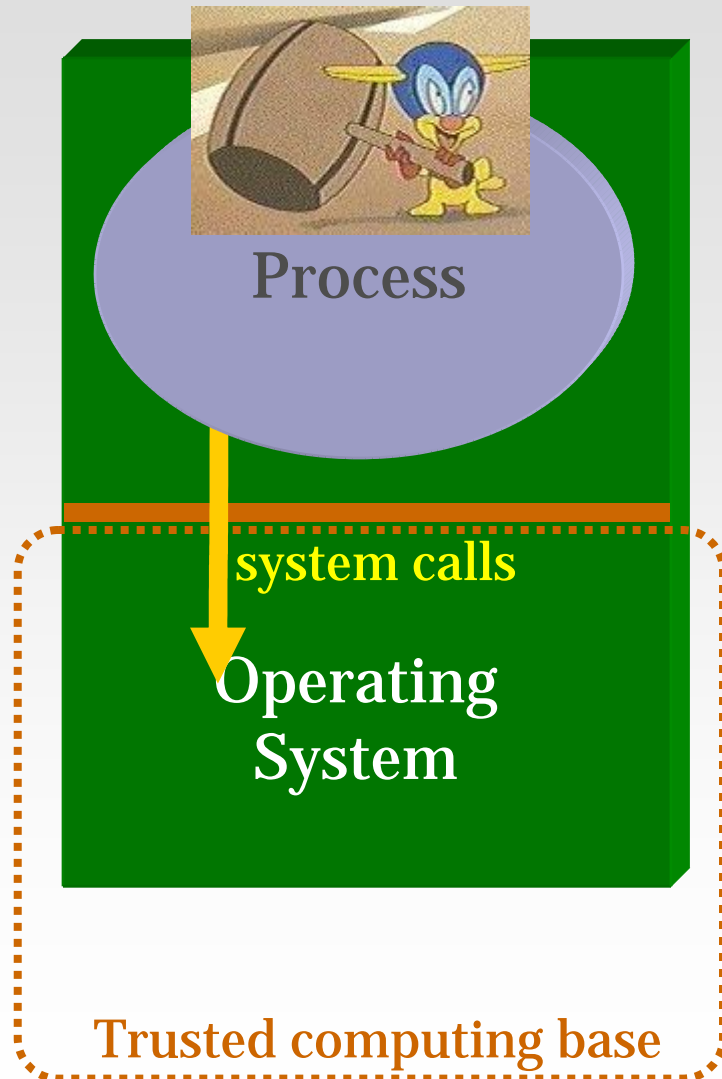 Process
system calls
Operating
System
Trusted computing base